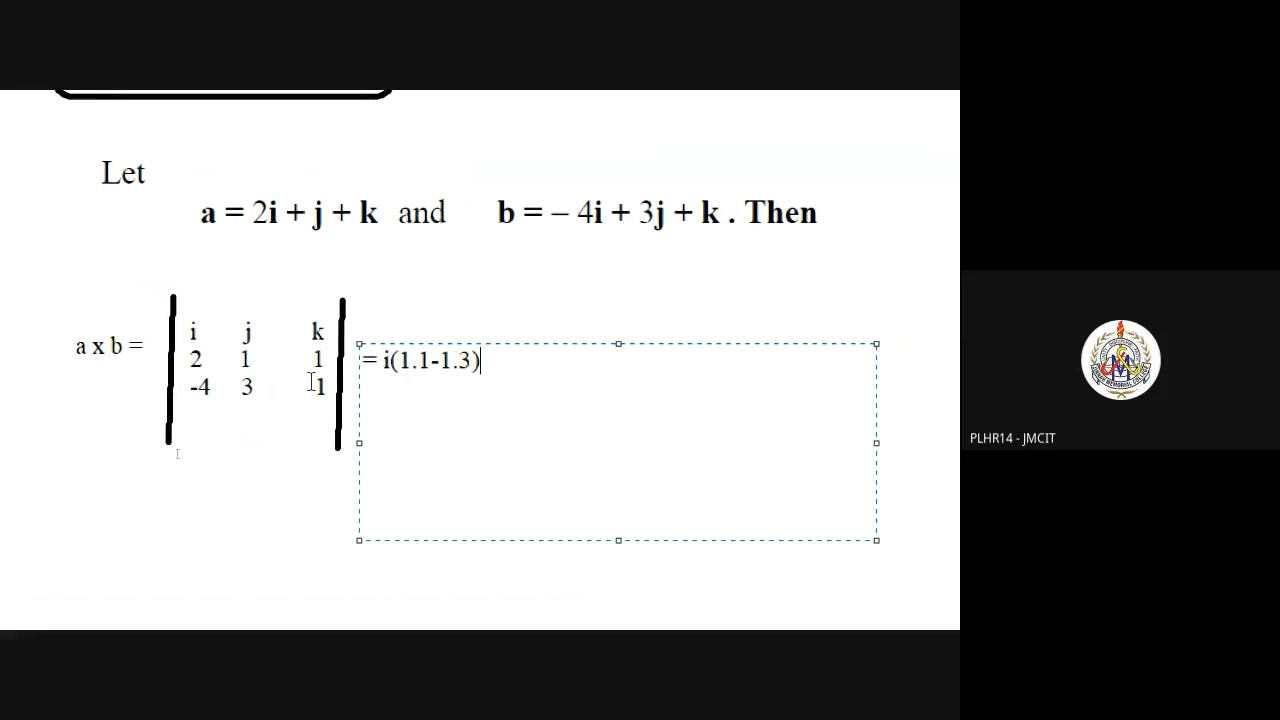 Let
a = 2i + j + k and b = – 4i + 3j + k . Then
a x b =
i j k
2 1 1
-4 3 1
= i(1.1-1.3)
PLHR14 - JMCIT